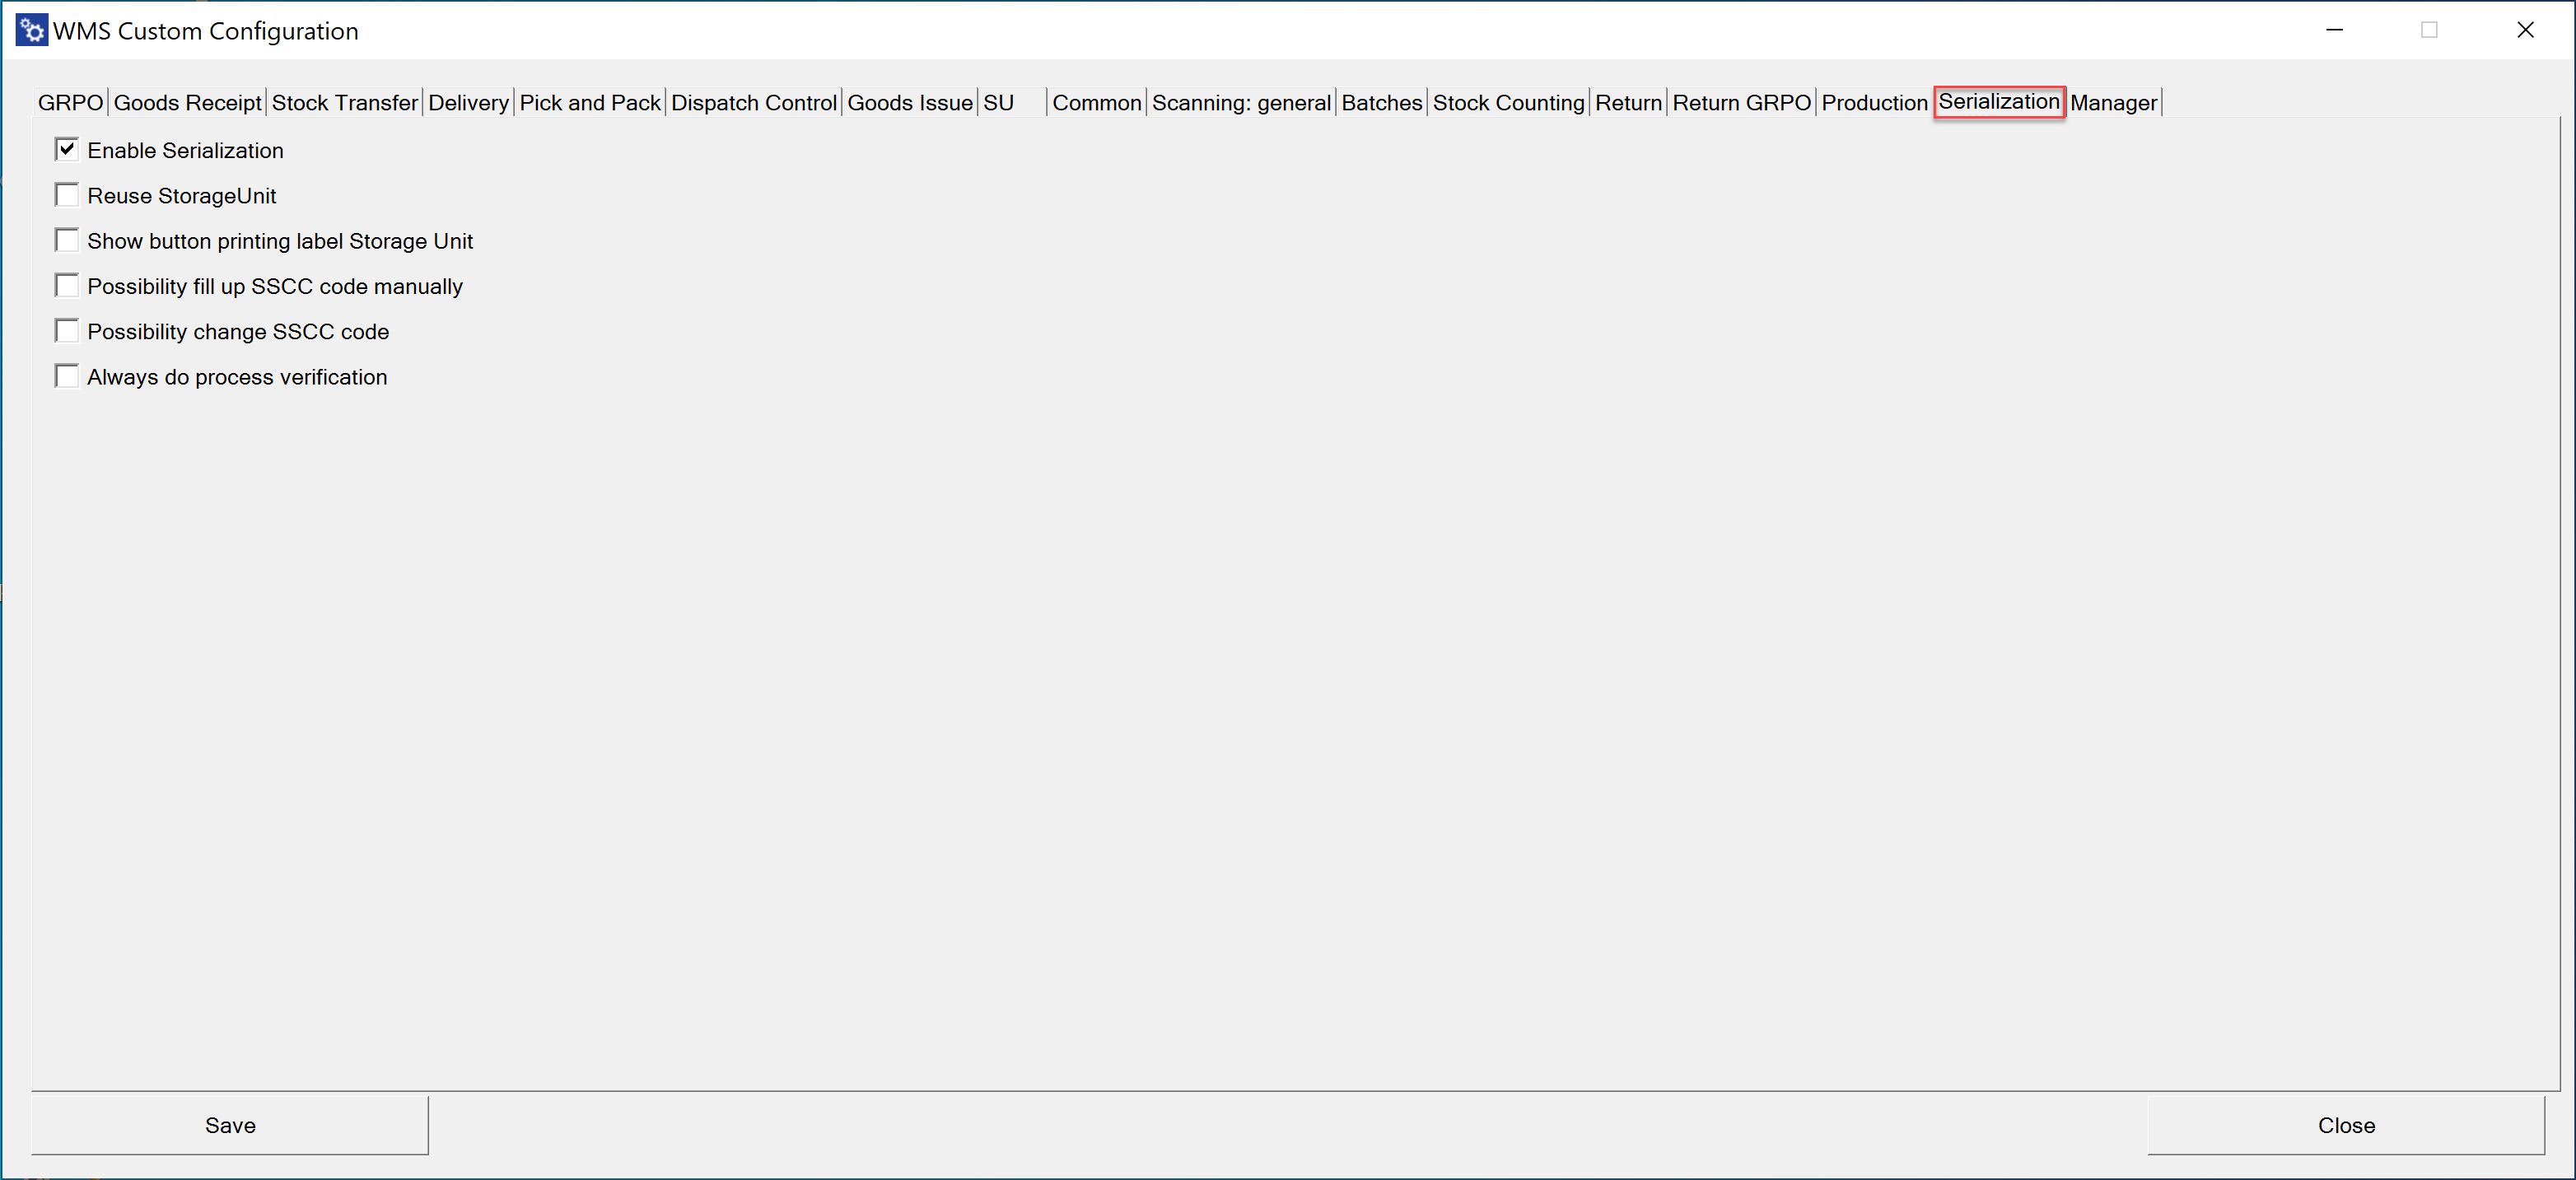 WMS Custom Configuration
GRPO Goods Receipt Stock Transfer Delivery Pick and Pack Dispatch Control Goods Issue SU Common Scanning: general Batches Stock Counting Return Return GRPO Production Serialization Manager
Enable Serialization
Reuse StorageUnit
Show button printing label Storage Unit
Possibility fill up SSCC code manually
Possibility change SSCC code
Always do process verification
Save Close